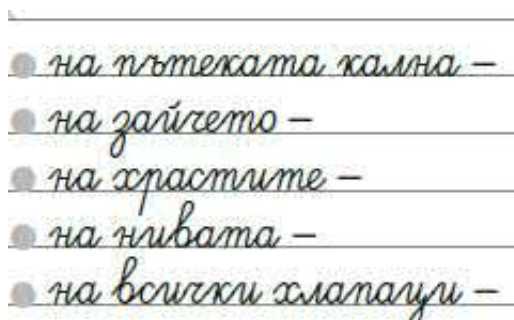 на пътеката кална –
на зайчето –
на храстите –
на нивата –
на всички хлапаци –